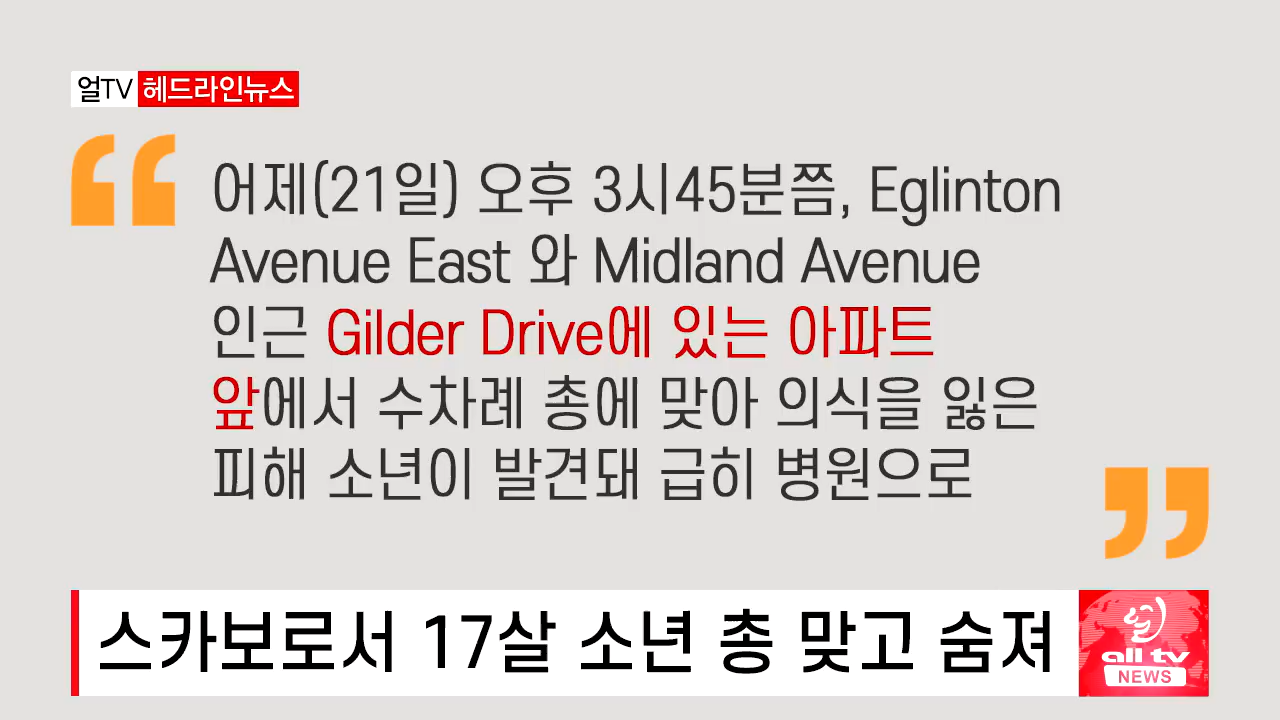 얼TV 헤드라인뉴스
어제(21일) 오후 3시45분쯤, Eglinton
Avenue East 와 Midland Avenue
인근 Gilder Drive에 있는 아파트
앞에서 수차례 총에 맞아 의식을 잃은
피해 소년이 발견돼 급히 병원으로
스카보로서 17살 소년 총 맞고 숨져
얼
all tv
NEWS